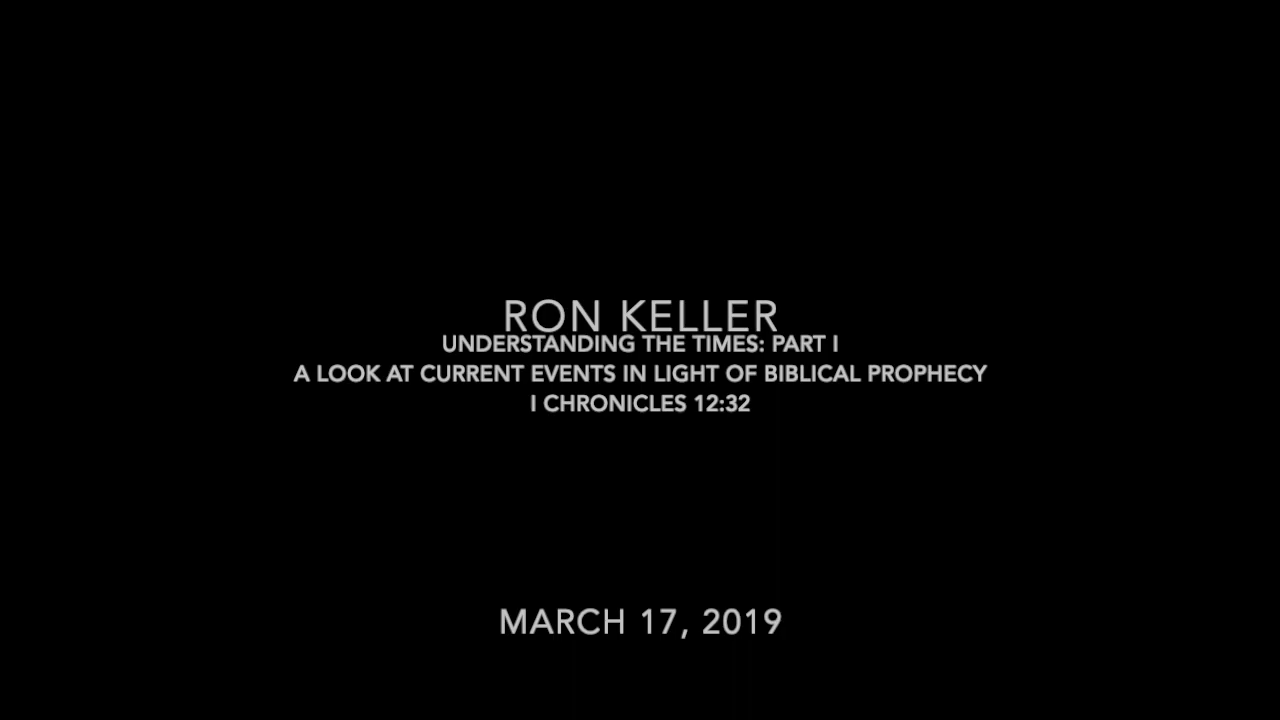 RON KELLER
UNDERSTANDING THE TIMES: PART I
A LOOK AT CURRENT EVENTS IN LIGHT OF BIBLICAL PROPHECY
I CHRONICLES 12:32
MARCH 17, 2019